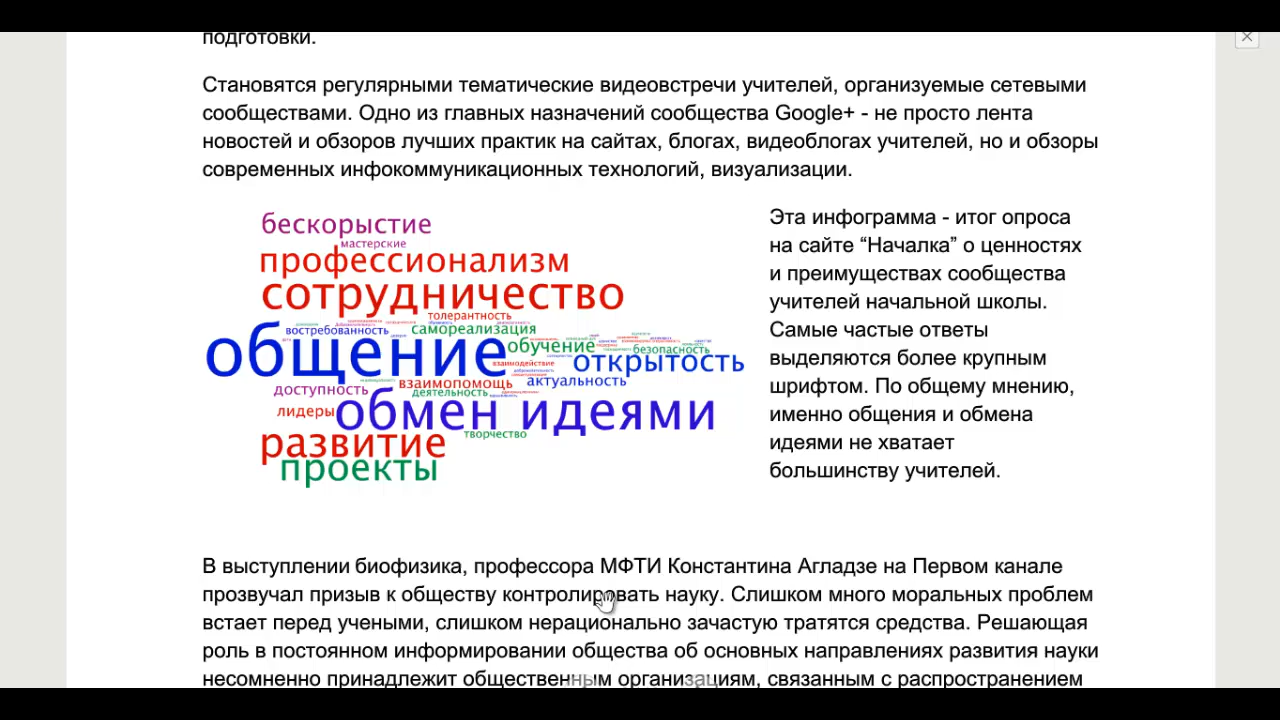 подготовки.
Становятся регулярными тематические видеовстречи учителей, организуемые сетевыми
сообществами. Одно из главных назначений сообщества Google+ - не просто лента
новостей и обзоров лучших практик на сайтах, блогах, видеоблогах учителей, но и обзоры
современных инфокоммуникационных технологий, визуализации.
бескорыстие
мастерские
профессионализм
сотрудничество
толерантность
востребованность самореализация
общение обучение безопасность
взаимодействие открытость
доступность взаимопомощь актуальность
деятельность
лидеры обмен идеями
творчество
развитие
проекты
Эта инфограмма - итог опроса
на сайте “Началка” о ценностях
и преимуществах сообщества
учителей начальной школы.
Самые частые ответы
выделяются более крупным
шрифтом. По общему мнению,
именно общения и обмена
идеями не хватает
большинству учителей.
В выступлении биофизика, профессора МФТИ Константина Агладзе на Первом канале
прозвучал призыв к обществу контролировать науку. Слишком много моральных проблем
встает перед учеными, слишком нерационально зачастую тратятся средства. Решающая
роль в постоянном информировании общества об основных направлениях развития науки
несомненно принадлежит общественным организациям, связанным с распространением